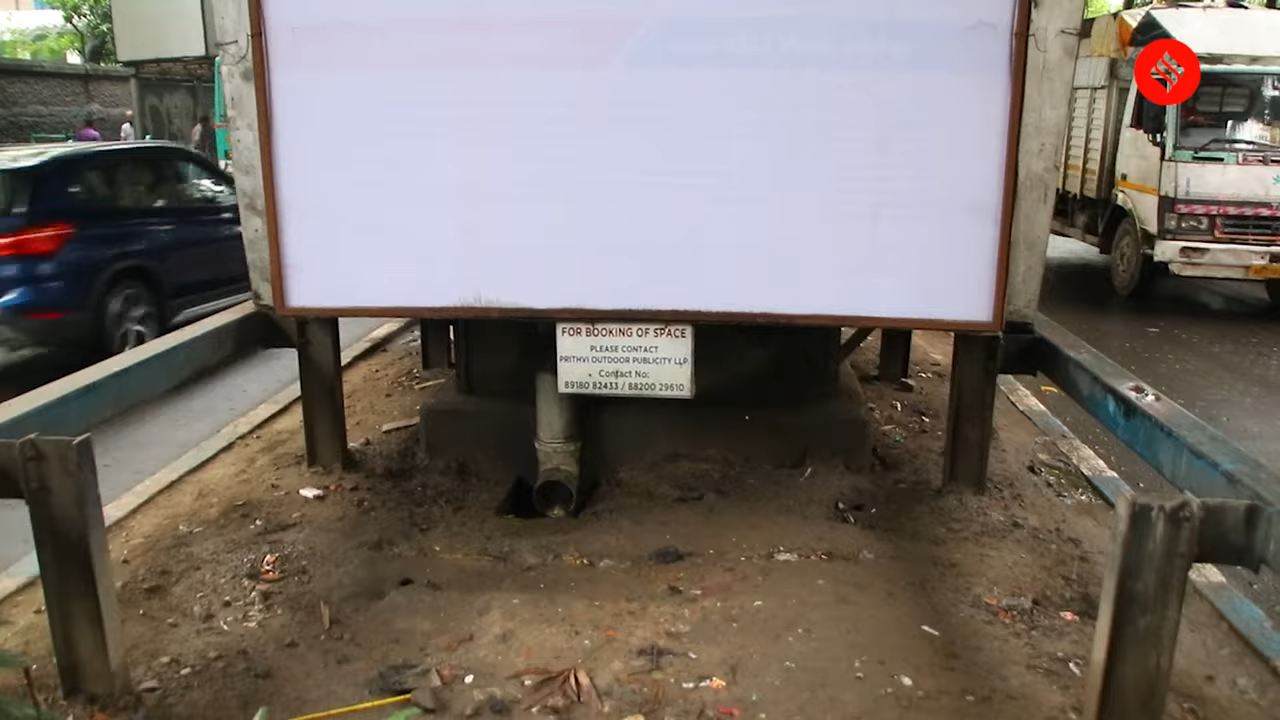 FOR BOOKING OF SPACE
PLEASE CONTACT
PRITHVI OUTDOOR PUBLICITY LLP.
Contact No:
89180 82433 / 88200 29610